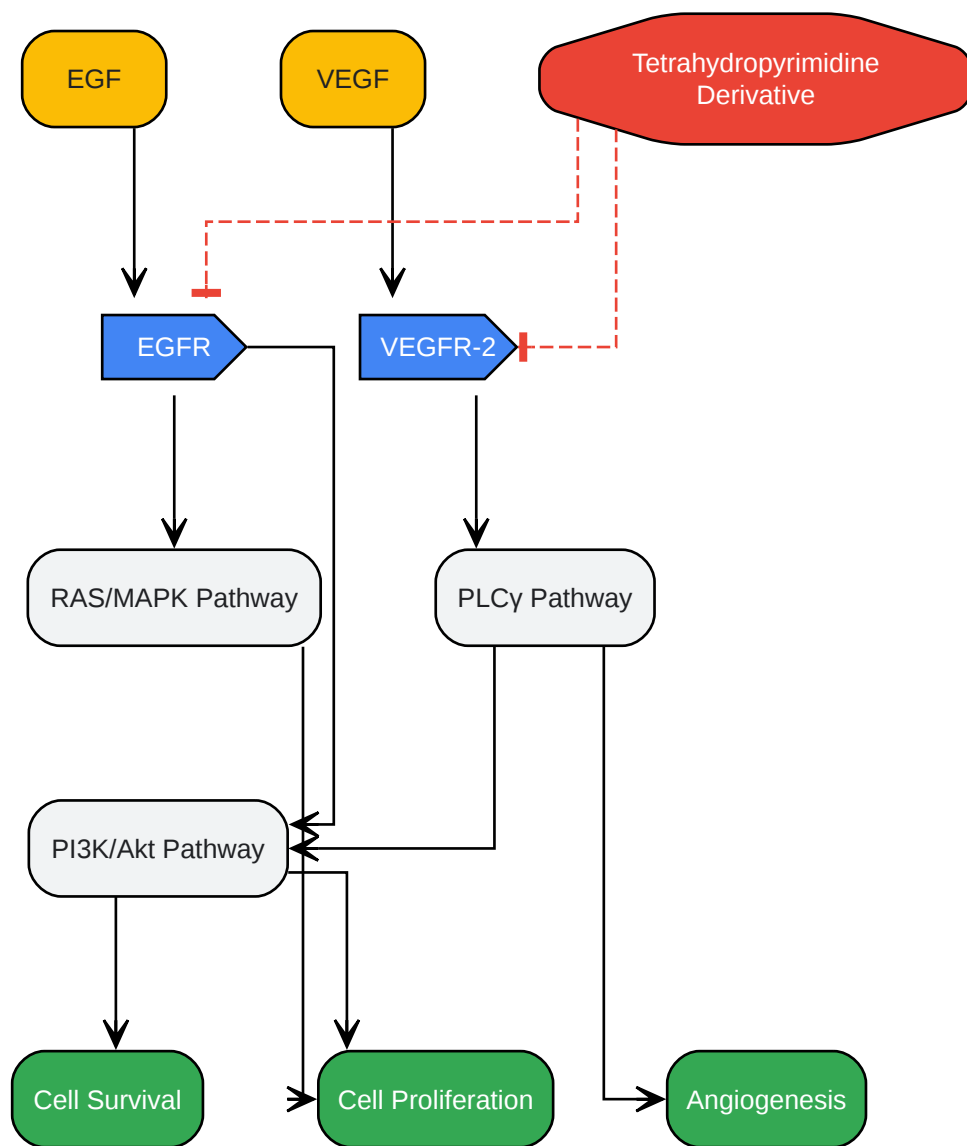 EGF
VEGF
Tetrahydropyrimidine
Derivative
EGFR
VEGFR-2
RAS/MAPK Pathway
PLCγ Pathway
PI3K/Akt Pathway
Cell Survival
Cell Proliferation
Angiogenesis